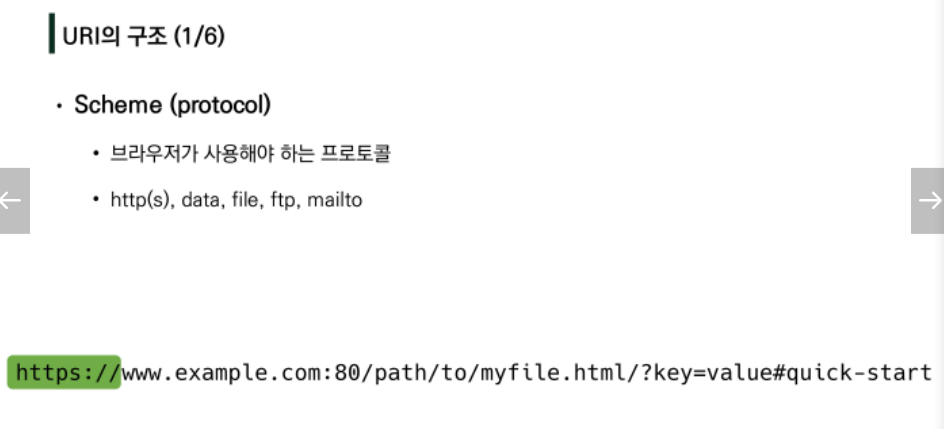 URI의 구조 (1/6)
• Scheme (protocol)
• 브라우저가 사용해야 하는 프로토콜
• http(s), data, file, ftp, mailto
https://www.example.com:80/path/to/myfile.html/?key=value#quick-start